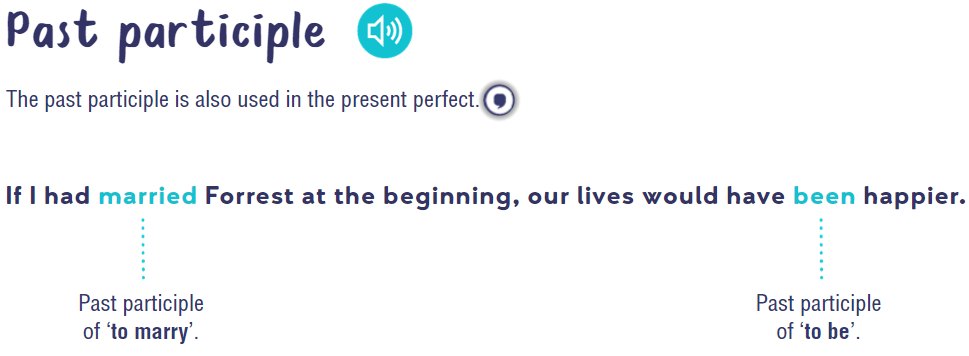 Past participle
The past participle is also used in the present perfect.
If I had married Forrest at the beginning, our lives would have been happier.
Past participle
of ‘to marry’.
Past participle
of ‘to be’.